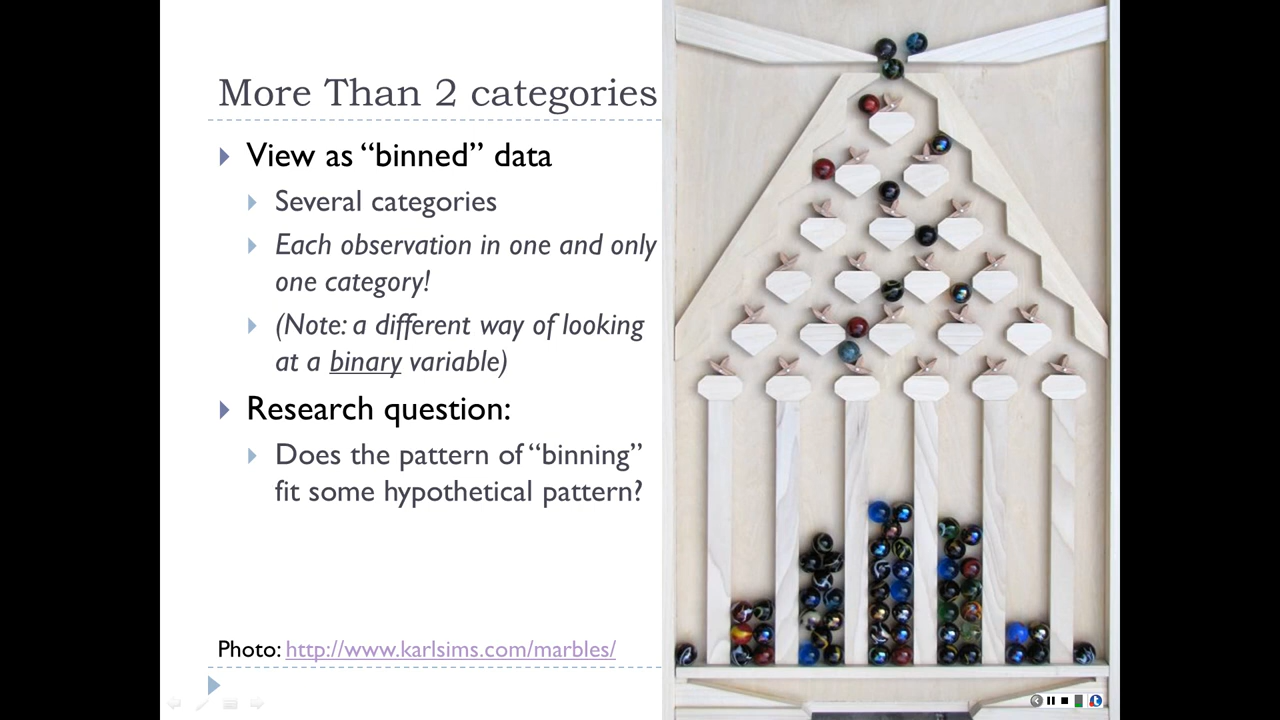 More Than 2 categories
View as “binned” data
Several categories
Each observation in one and only
one category!
(Note: a different way of looking
at a binary variable)
Research question:
Does the pattern of “binning”
fit some hypothetical pattern?
Photo: http://www.karlsims.com/marbles/